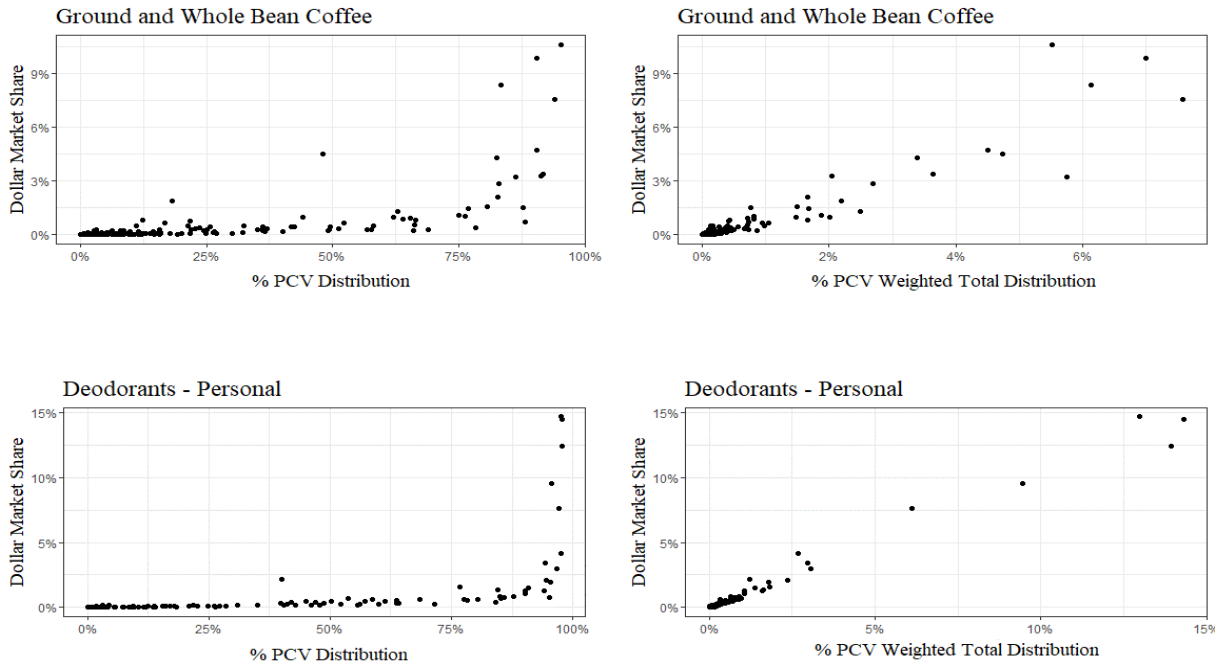 Ground and Whole Bean Coffee
Dollar Market Share
9%
6%
3%
0%
0%
25%
50%
75%
100%
% PCV Distribution
Ground and Whole Bean Coffee
Dollar Market Share
9%
6%
3%
0%
0%
2%
4%
6%
% PCV Weighted Total Distribution
Deodorants - Personal
Dollar Market Share
15%
10%
5%
0%
0%
25%
50%
75%
100%
% PCV Distribution
Deodorants - Personal
Dollar Market Share
15%
10%
5%
0%
0%
5%
10%
15%
% PCV Weighted Total Distribution